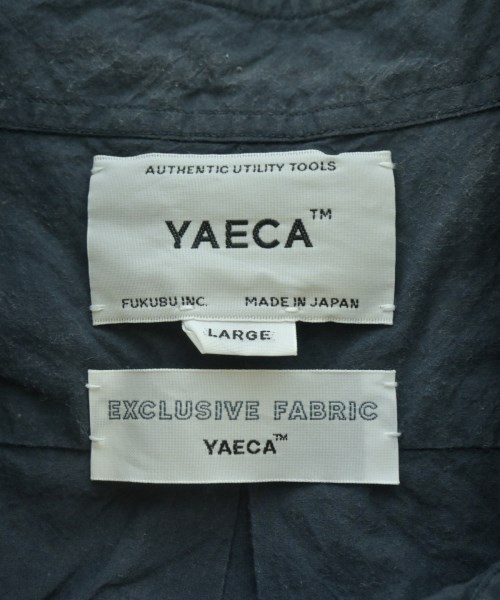 AUTHENTIC UTILITY TOOLS
YAECA™
FUKUBU INC. MADE IN JAPAN
LARGE
EXCLUSIVE FABRIC
YAECA™